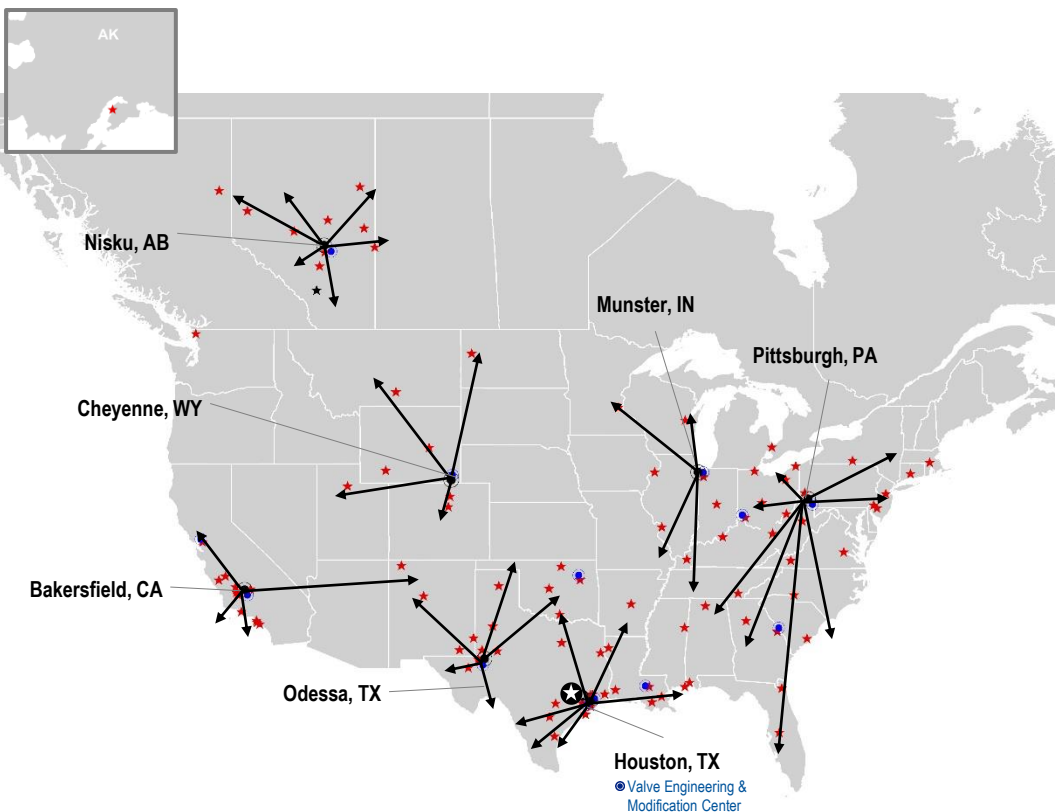 AK
Nisku, AB
Munster, IN
Pittsburgh, PA
Cheyenne, WY
Bakersfield, CA
Odessa, TX
Houston, TX
Valve Engineering &
Modification Center